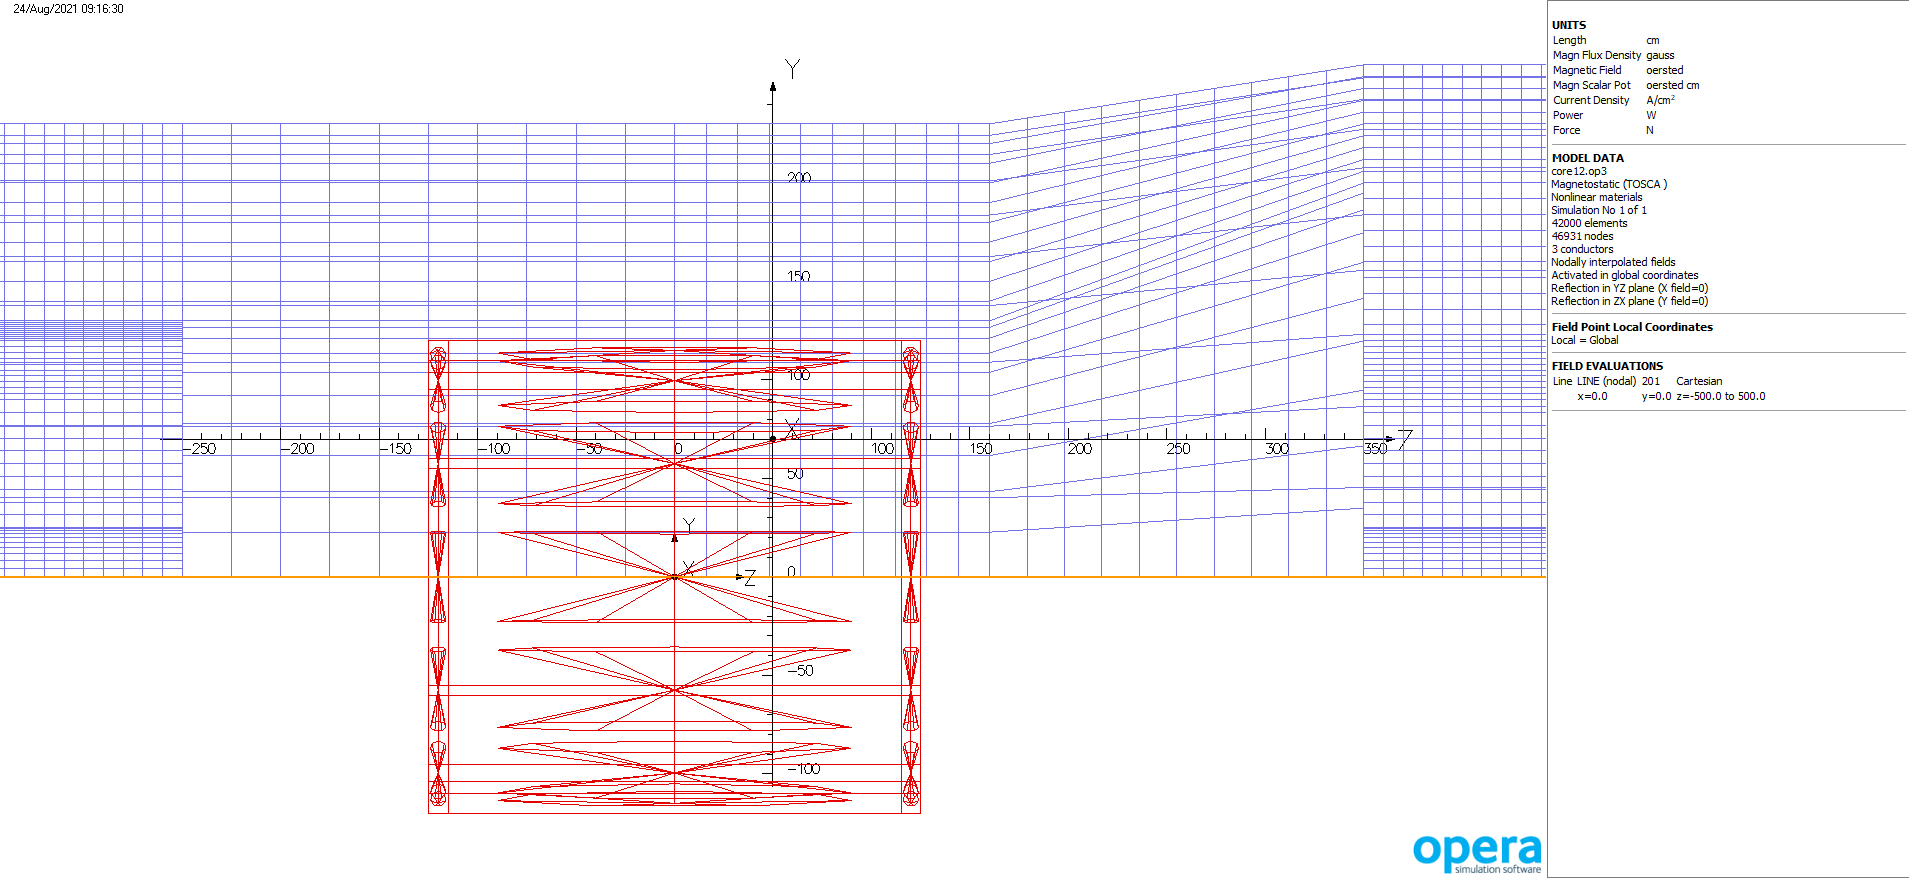 24/Aug/2021 09:16:30
Y
200
150
100
X
-250 -200 -150 -100 -50 0 100 150 200 250 300 350 Z
50
Y
X
Z
0
-50
-100
opera
simulation software
UNITS
Length cm
Magn Flux Density gauss
Magnetic Field oersted
Magn Scalar Pot oersted cm
Current Density A/cm²
Power W
Force N
MODEL DATA
core12.op3
Magnetostatic (TOSCA )
Nonlinear materials
Simulation No 1 of 1
42000 elements
46931 nodes
3 conductors
Nodally interpolated fields
Activated in global coordinates
Reflection in YZ plane (X field=0)
Reflection in ZX plane (Y field=0)
Field Point Local Coordinates
Local = Global
FIELD EVALUATIONS
Line LINE (nodal) 201 Cartesian
x=0.0 y=0.0 z=-500.0 to 500.0